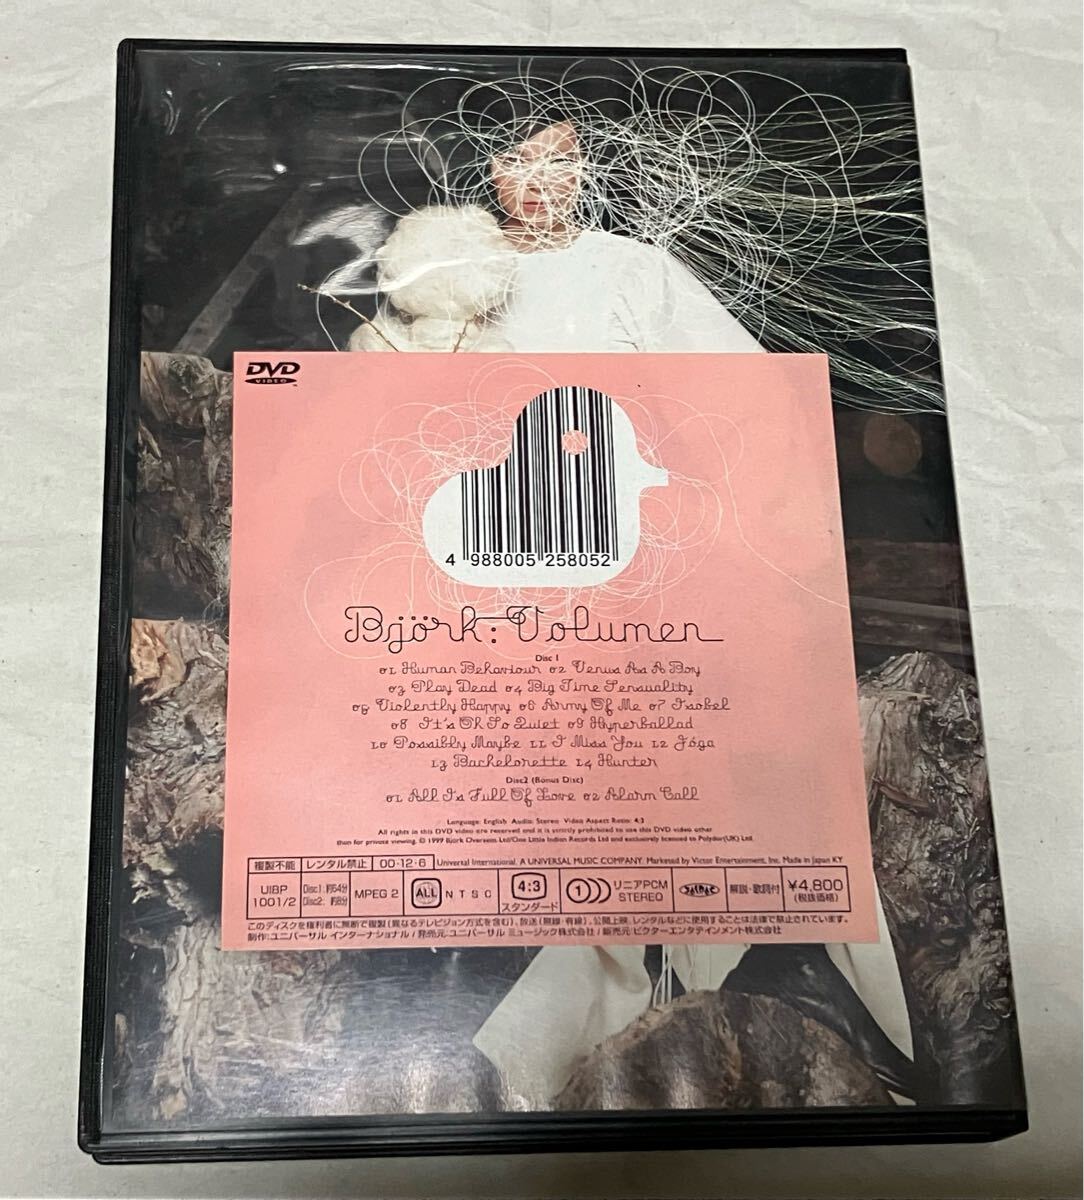 DVD
VIDEO
4 988005 258052
Björk: Volumen
Disc 1
01 Human Behaviour 02 Venus As A Boy
03 Play Dead 04 Big Time Sensuality
05 Violently Happy 06 Army Of Me 07 Isobel
08 It's Oh So Quiet 09 Hyperballad
10 Possibly Maybe 11 I Miss You 12 Jóga
13 Bachelorette 14 Hunter
Disc2 (Bonus Disc)
01 All Is Full Of Love 02 Alarm Call
Language: English Audio: Stereo Video Aspect Ratio: 4:3
All rights in this DVD video are reserved and it is strictly prohibited to use this DVD video other
than for private viewing. © 1999 Björk Overseas Ltd/One Little Indian Records Ltd and exclusively licenced to Polydor(UK) Ltd.
複製不能 レンタル禁止 00・12・6 Universal International. A UNIVERSAL MUSIC COMPANY. Marketed by Victor Entertainment, Inc. Made in Japan KY
UIBP 1001/2 Disc1: 約64分 Disc2: 約8分 MPEG 2 ALL NTSC 4:3 スタンダード 1 リニアPCM STEREO 解説・歌詞付 ¥4,800 (税抜価格)
このディスクを権利者に無断で複製(異なるテレビジョン方式を含む)、放送(無線・有線)、公開上映、レンタルなどに使用することは法律で禁止されています。
制作:ユニバーサル インターナショナル / 発売元:ユニバーサル ミュージック株式会社 / 販売元:ビクターエンタテインメント株式会社